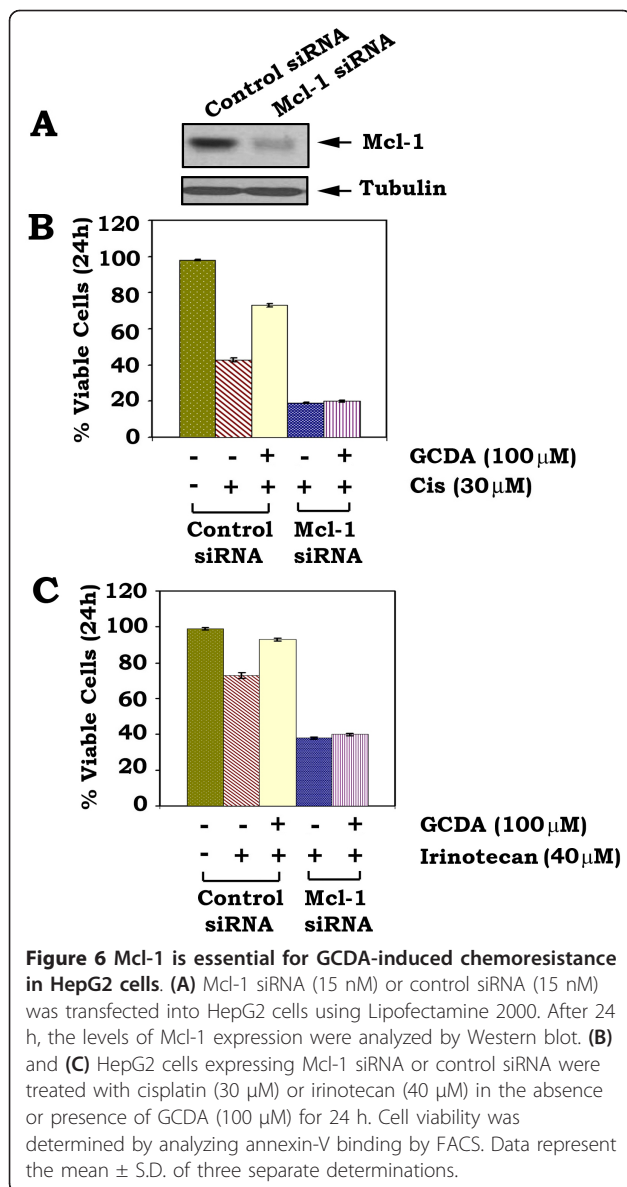 Control siRNA
Mcl-1 siRNA
A
Mcl-1
Tubulin
B
% Viable Cells (24h)
120
100
80
60
40
20
0
- - + - + GCDA (100 μM)
- + + + + Cis (30 μM)
Control siRNA
Mcl-1 siRNA
C
% Viable Cells (24h)
120
100
80
60
40
20
0
- - + - + GCDA (100 μM)
- + + + + Irinotecan (40 μM)
Control siRNA
Mcl-1 siRNA
Figure 6 Mcl-1 is essential for GCDA-induced chemoresistance
in HepG2 cells. (A) Mcl-1 siRNA (15 nM) or control siRNA (15 nM)
was transfected into HepG2 cells using Lipofectamine 2000. After 24
h, the levels of Mcl-1 expression were analyzed by Western blot. (B)
and (C) HepG2 cells expressing Mcl-1 siRNA or control siRNA were
treated with cisplatin (30 μM) or irinotecan (40 μM) in the absence
or presence of GCDA (100 μM) for 24 h. Cell viability was
determined by analyzing annexin-V binding by FACS. Data represent
the mean ± S.D. of three separate determinations.